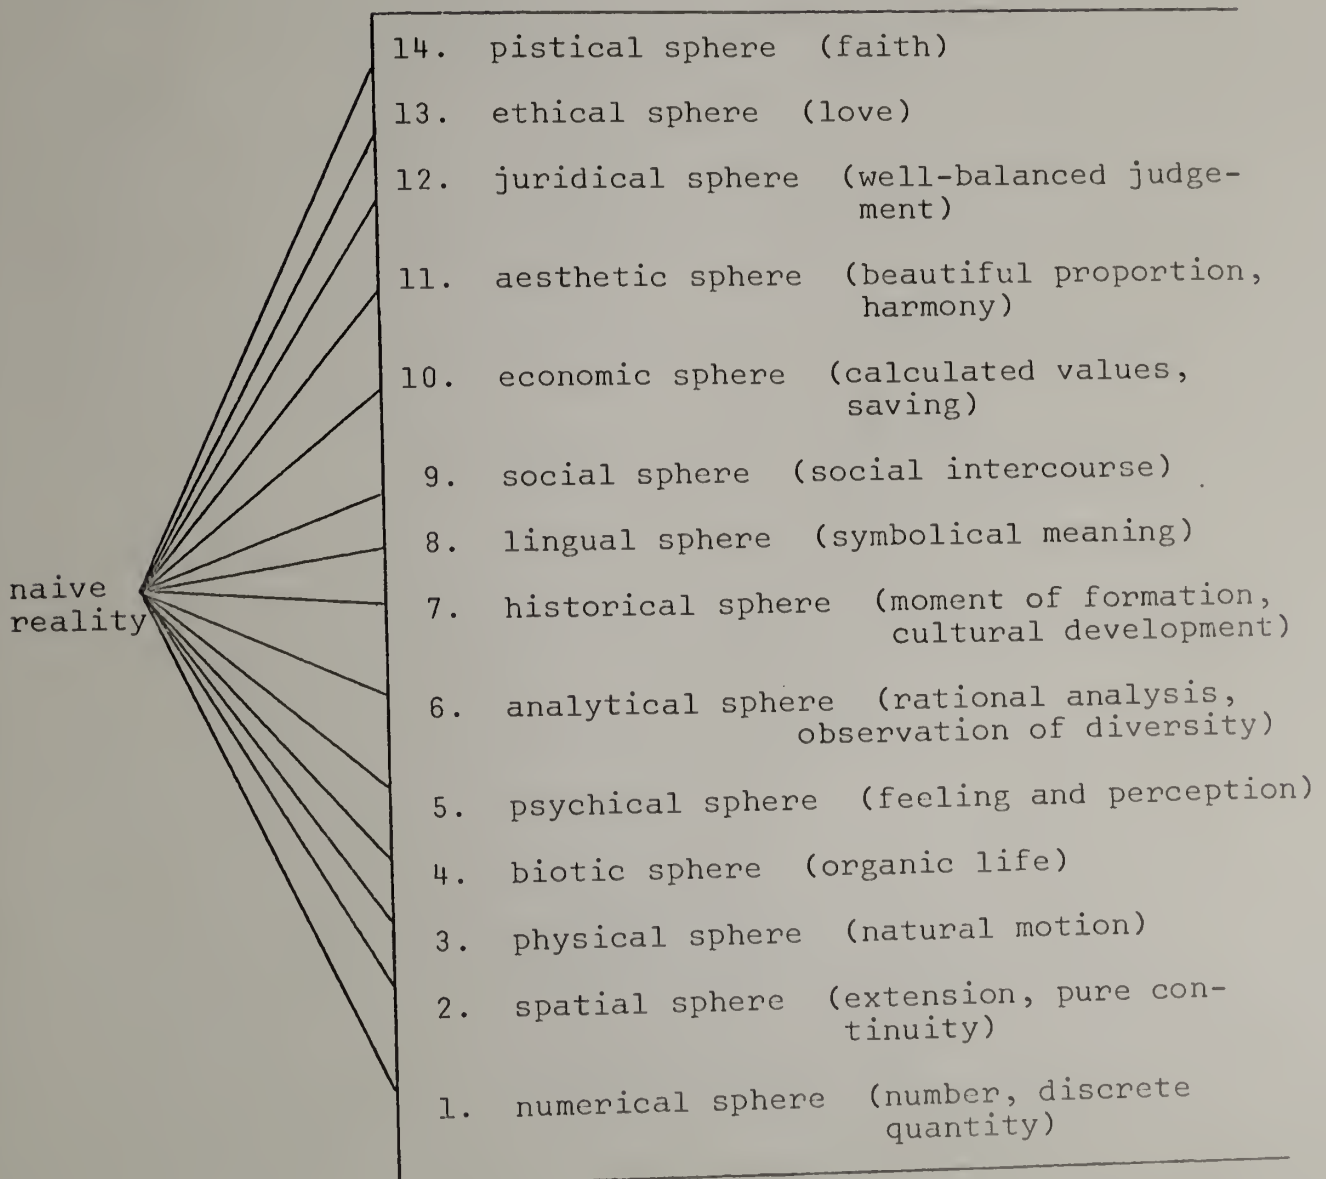 14. pistical sphere (faith)
13. ethical sphere (love)
12. juridical sphere (well-balanced judge-
ment)
11. aesthetic sphere (beautiful proportion,
harmony)
10. economic sphere (calculated values,
saving)
9. social sphere (social intercourse)
8. lingual sphere (symbolical meaning)
naive
reality
7. historical sphere (moment of formation,
cultural development)
6. analytical sphere (rational analysis,
observation of diversity)
5. psychical sphere (feeling and perception)
4. biotic sphere (organic life)
3. physical sphere (natural motion)
2. spatial sphere (extension, pure con-
tinuity)
1. numerical sphere (number, discrete
quantity)